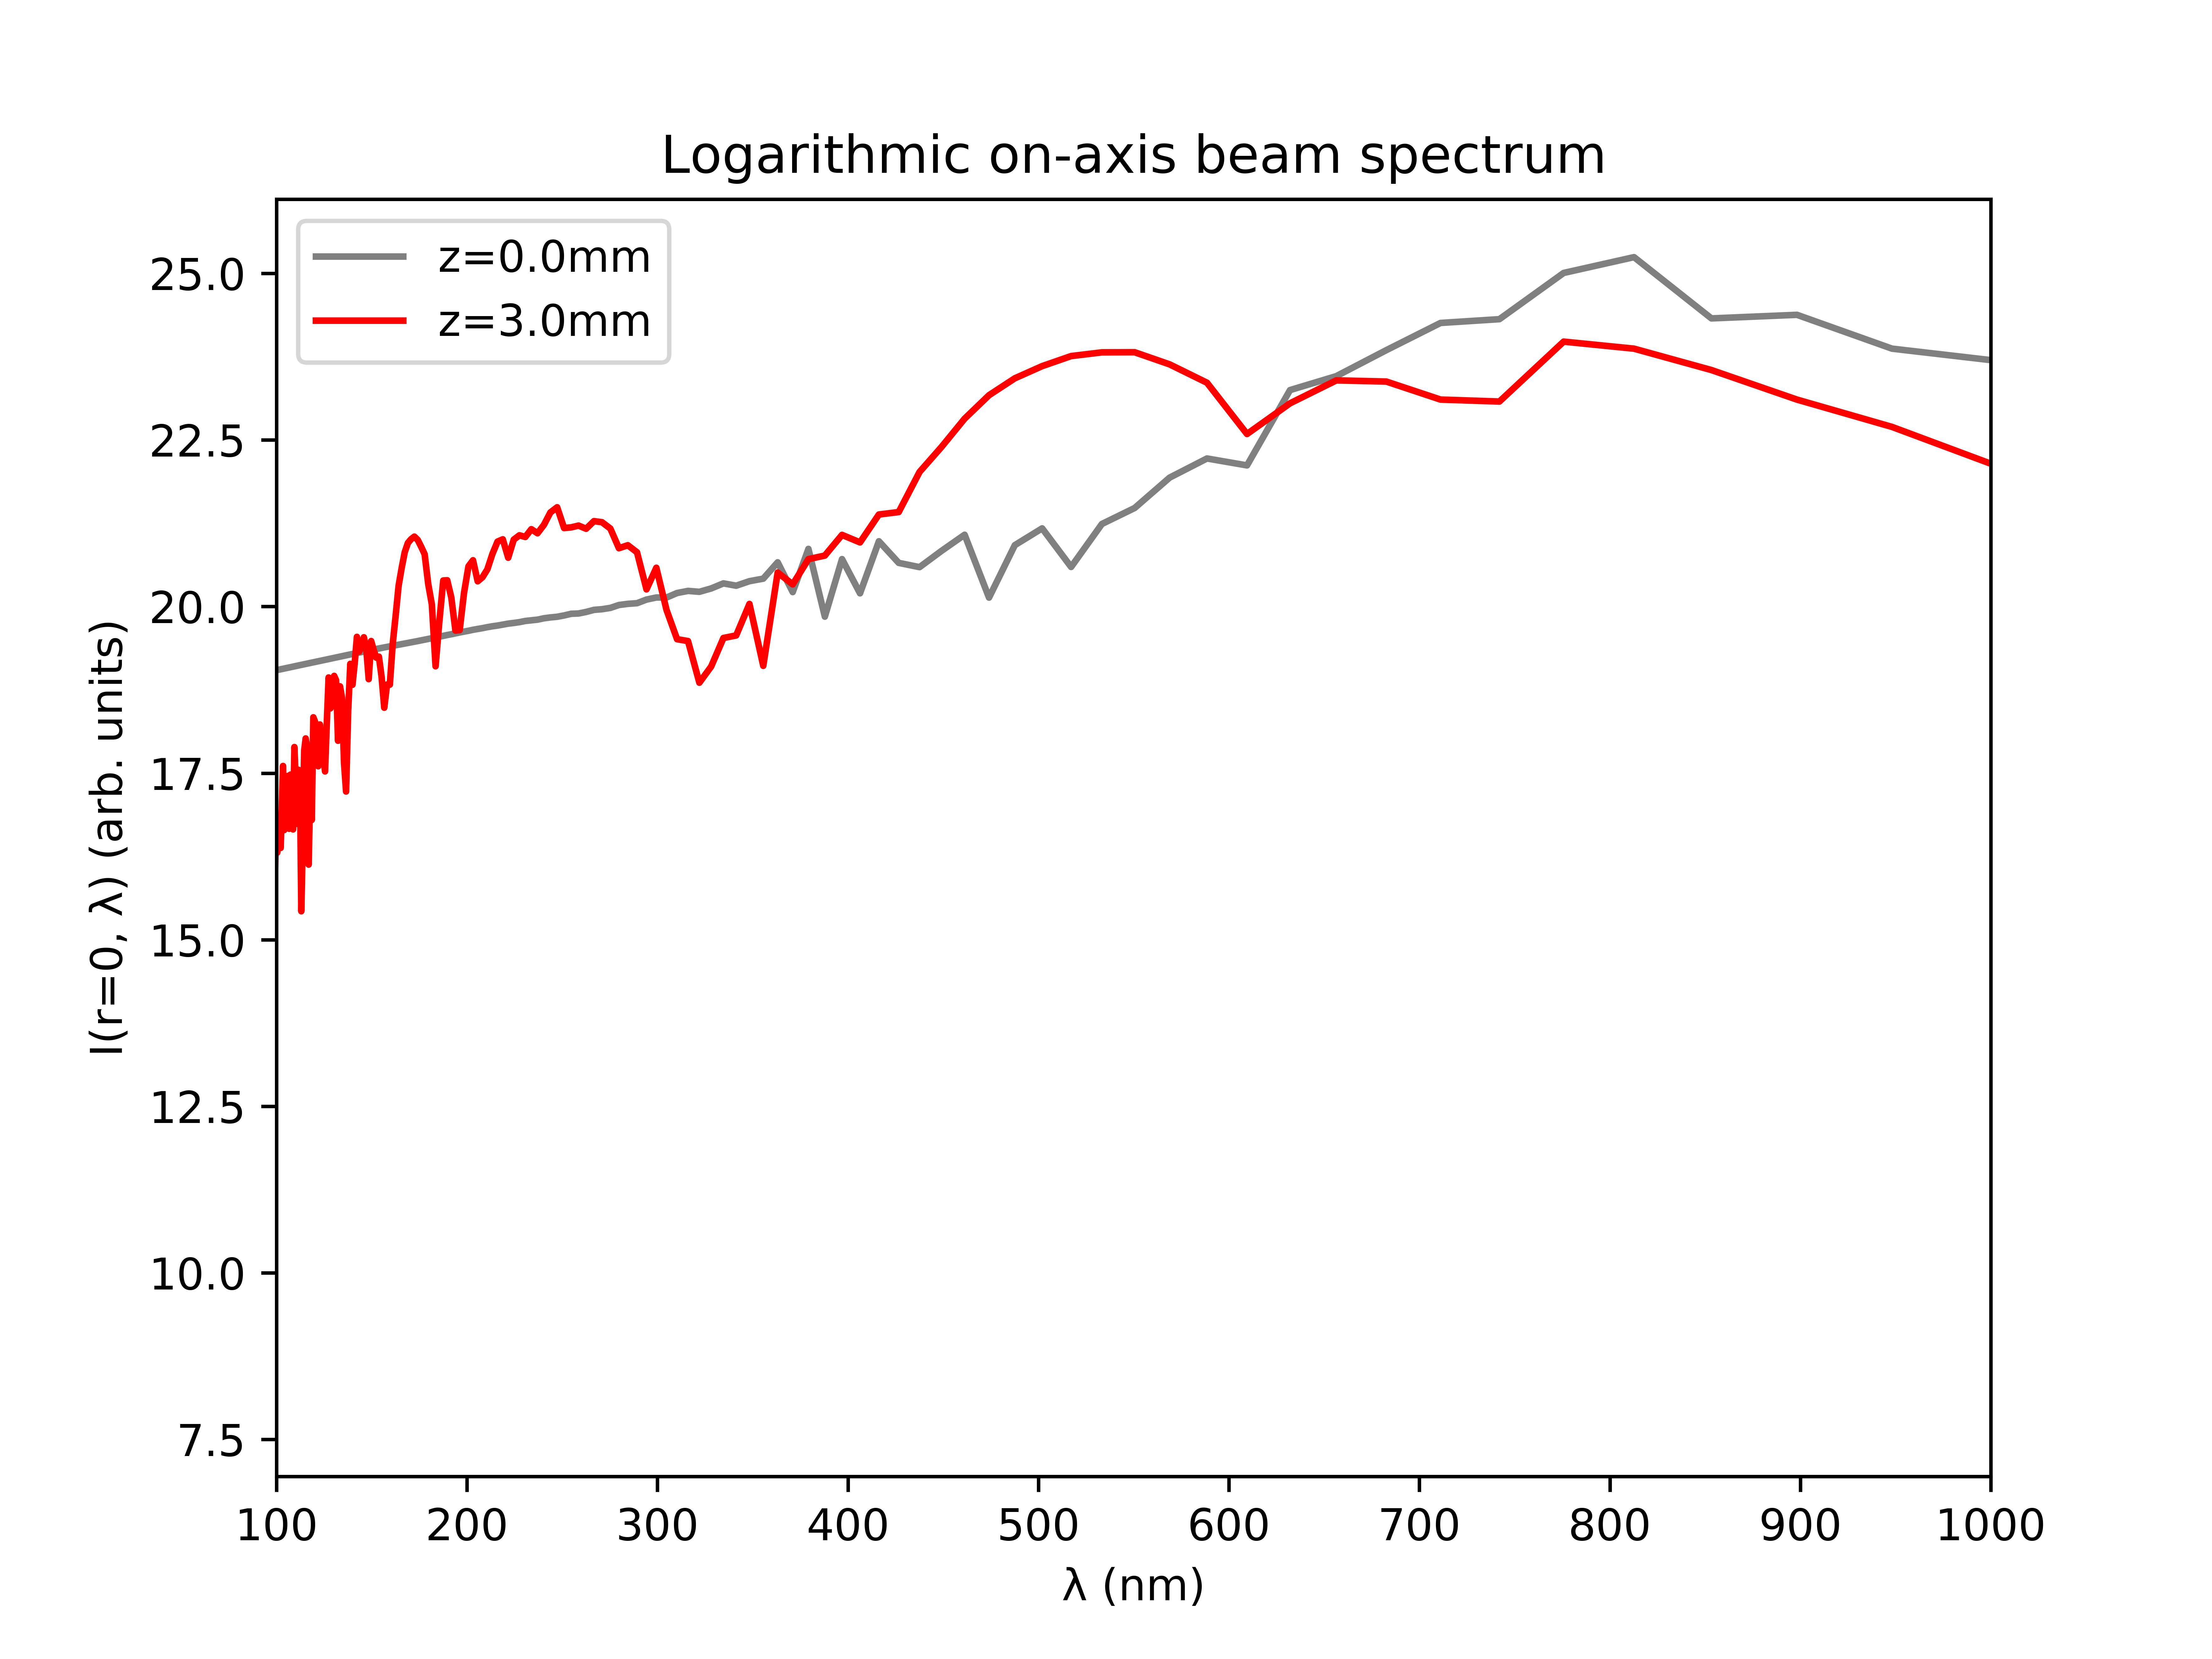 Logarithmic on-axis beam spectrum
z=0.0mm
z=3.0mm
I(r=0, λ) (arb. units)
25.0
22.5
20.0
17.5
15.0
12.5
10.0
7.5
100 200 300 400 500 600 700 800 900 1000
λ (nm)